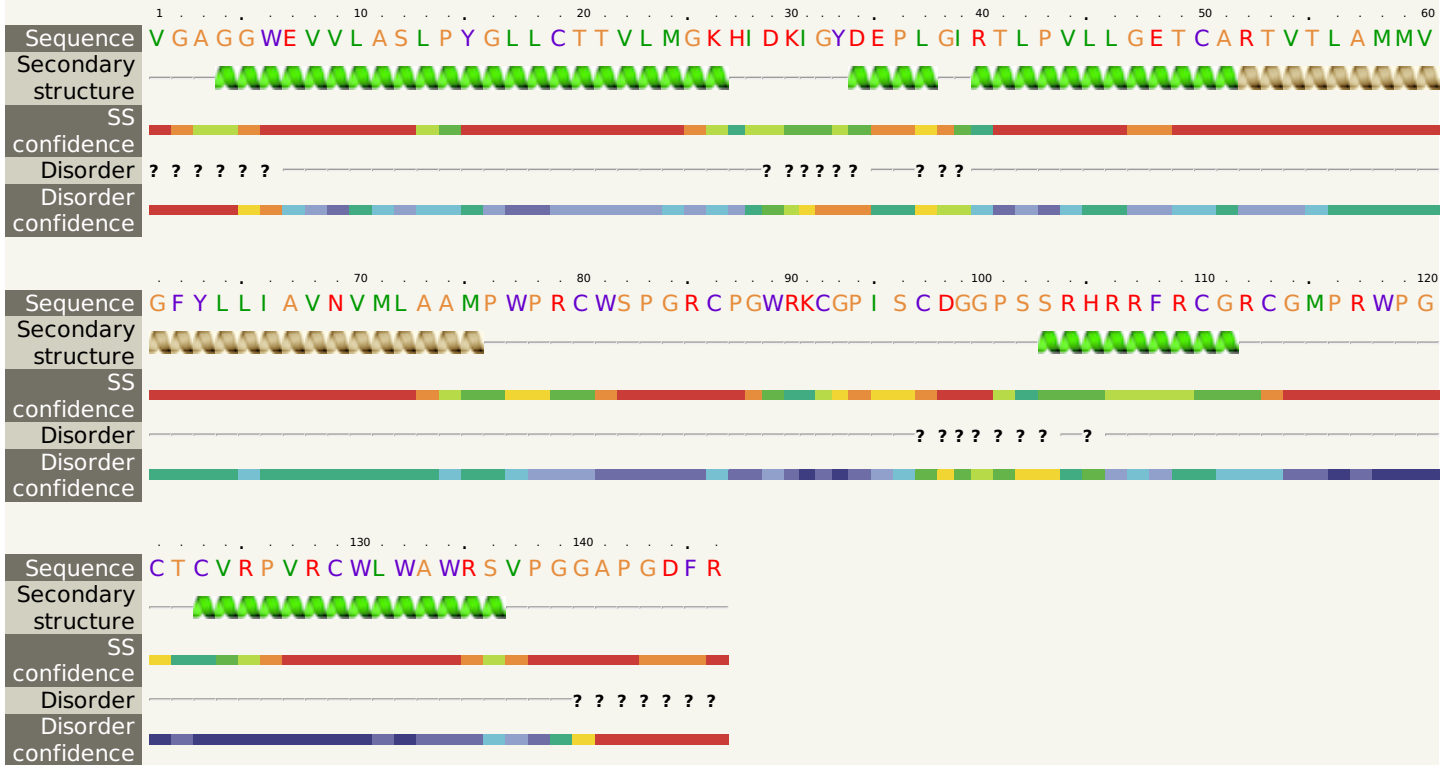 1 10 20 30 40 50 60
Sequence V G A G G W E V V L A S L P Y G L L C T T V L M G K H I D K I G Y D E P L G I R T L P V L L G E T C A R T V T L A M M V
Secondary
structure
SS
confidence
Disorder ? ? ? ? ? ? ? ? ? ? ? ? ? ? ?
Disorder
confidence
70 80 90 100 110 120
Sequence G F Y L L I A V N V M L A A M P W P R C W S P G R C P G W R K C G P I S C D G G P S S R H R R F R C G R C G M P R W P G
Secondary
structure
SS
confidence
Disorder ? ? ? ? ? ? ? ?
Disorder
confidence
130 140
Sequence C T C V R P V R C W L W A W R S V P G G A P G D F R
Secondary
structure
SS
confidence
Disorder ? ? ? ? ? ? ?
Disorder
confidence